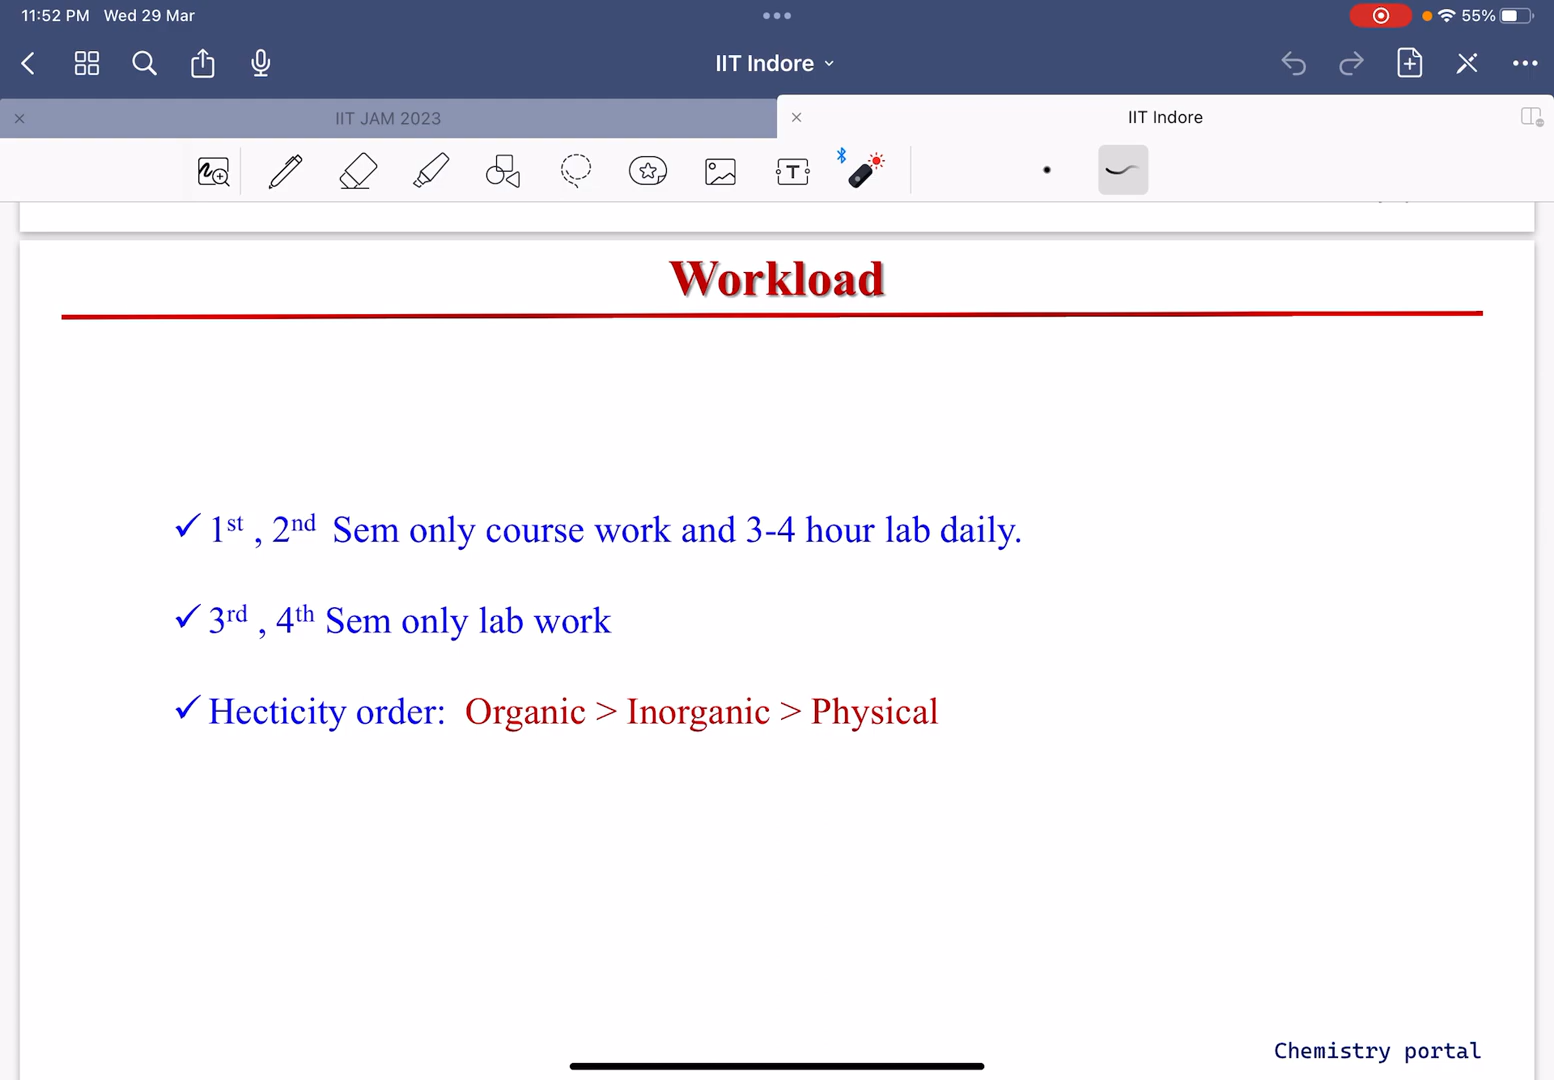 11:52 PM Wed 29 Mar
55%
IIT Indore
IIT JAM 2023
IIT Indore
T
Workload
✓ 1st , 2nd Sem only course work and 3-4 hour lab daily.
✓ 3rd , 4th Sem only lab work
✓ Hecticity order: Organic > Inorganic > Physical
Chemistry portal